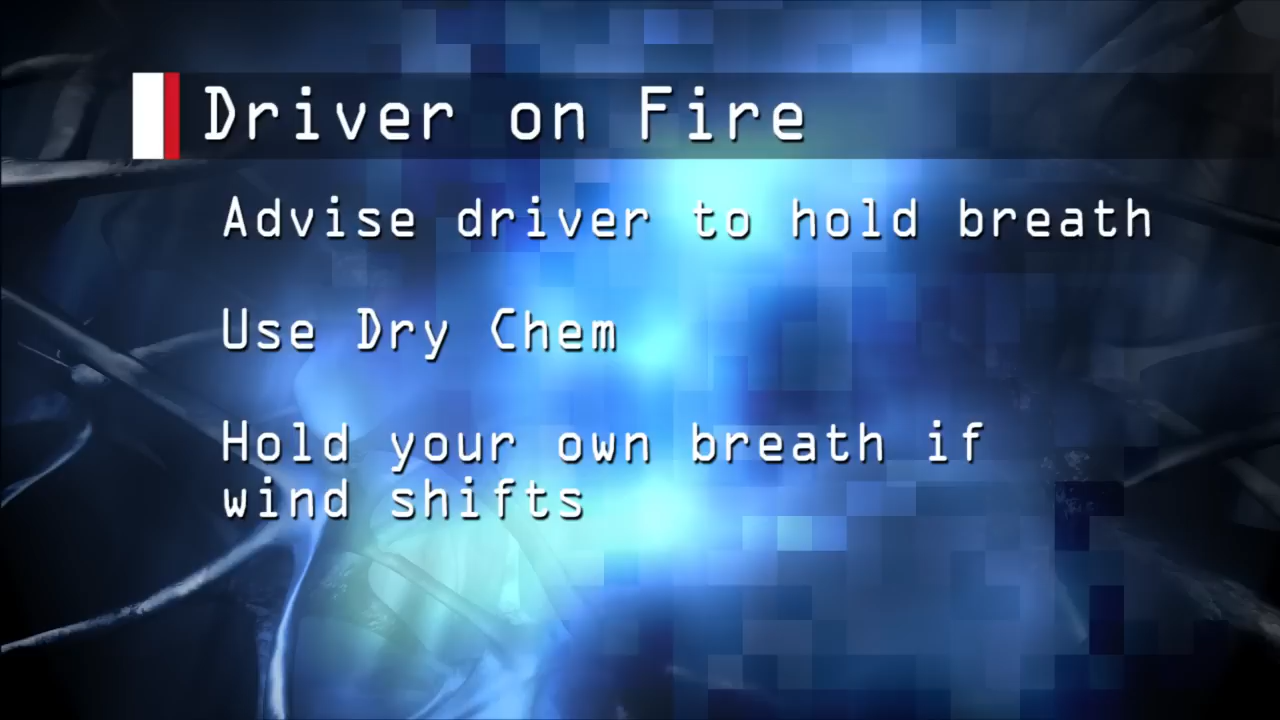 Driver on Fire
Advise driver to hold breath
Use Dry Chem
Hold your own breath if
wind shifts